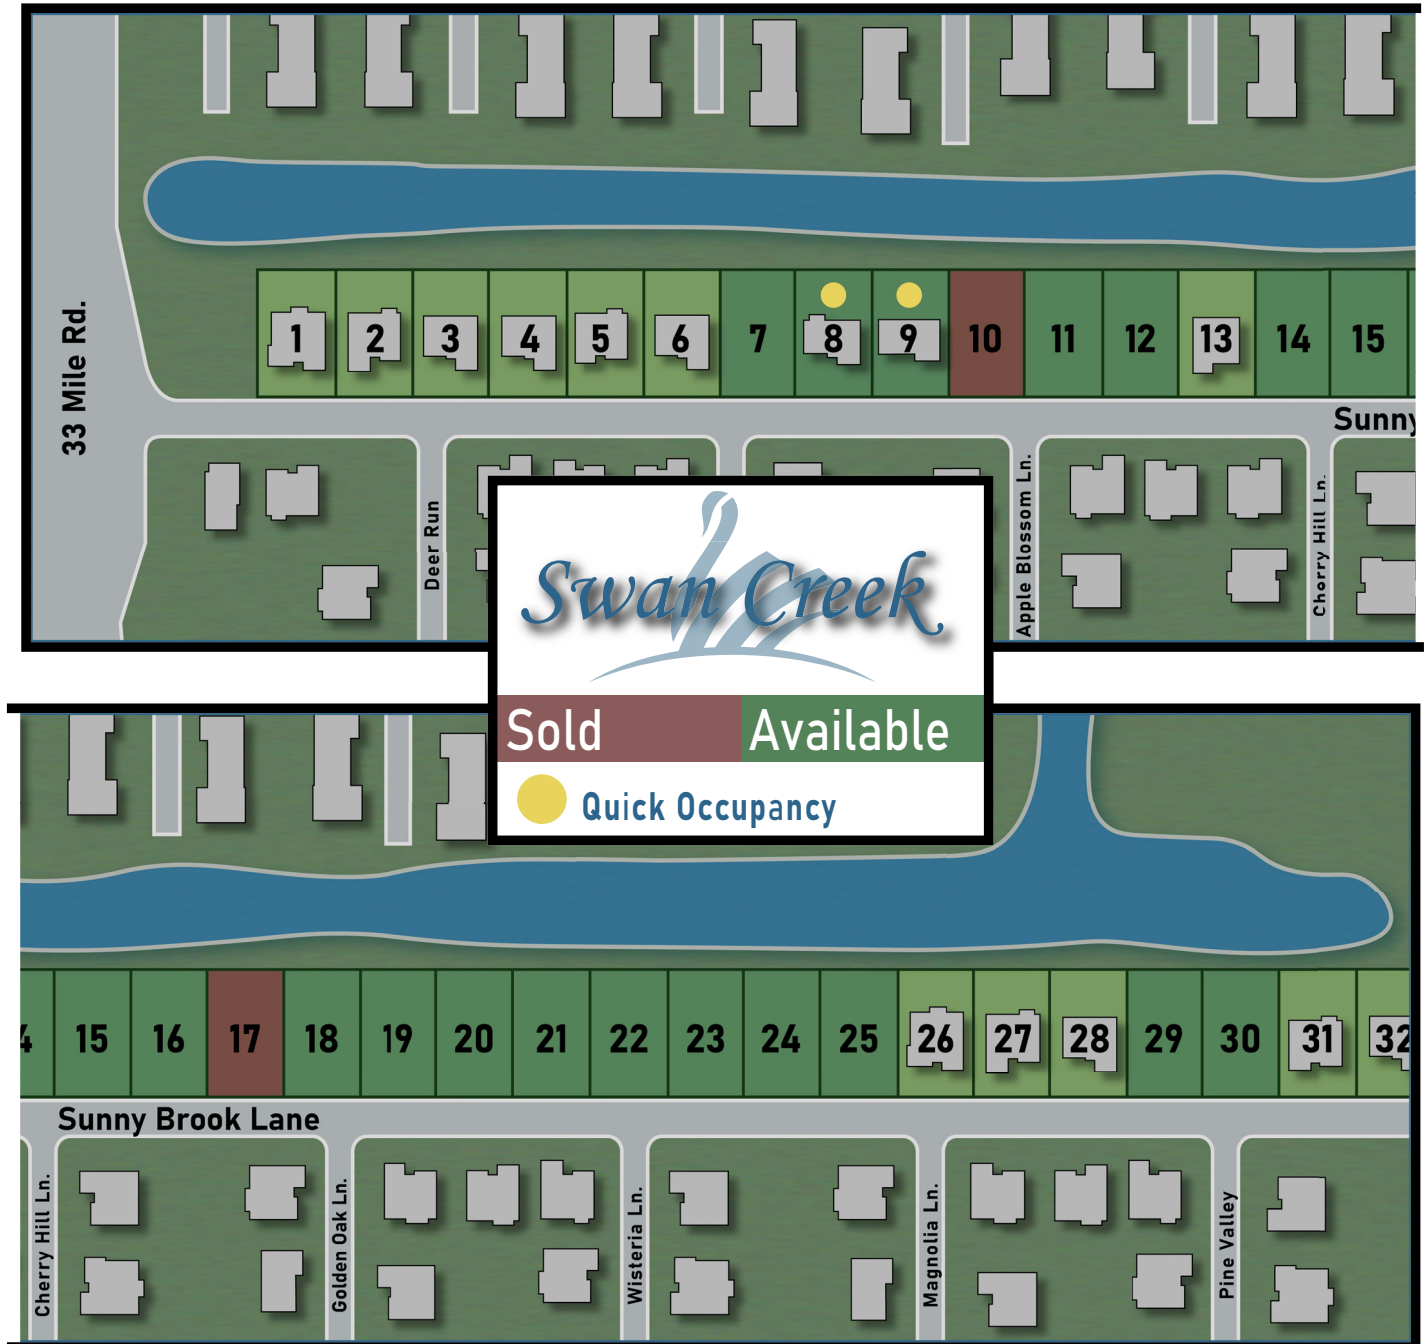 33 Mile Rd.
1 2 3 4 5 6 7 8 9 10 11 12 13 14 15
Sunny
Deer Run
Apple Blossom Ln.
Cherry Hill Ln.
Swan Creek
Sold Available
Quick Occupancy
4 15 16 17 18 19 20 21 22 23 24 25 26 27 28 29 30 31 32
Sunny Brook Lane
Cherry Hill Ln.
Golden Oak Ln.
Wisteria Ln.
Magnolia Ln.
Pine Valley